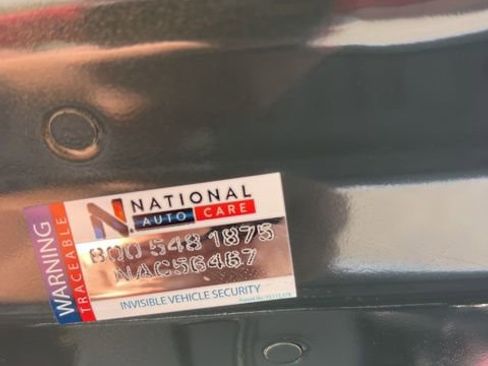 WARNING
TRACEABLE
N. NATIONAL
AUTO CARE
800 548 1875
NAC56467
INVISIBLE VEHICLE SECURITY